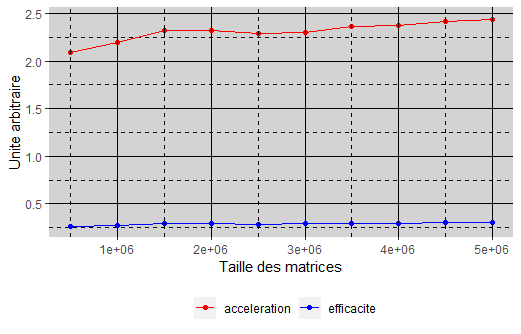 2.5
2.0
1.5
1.0
0.5
Unite arbitraire
1e+06 2e+06 3e+06 4e+06 5e+06
Taille des matrices
acceleration efficacite